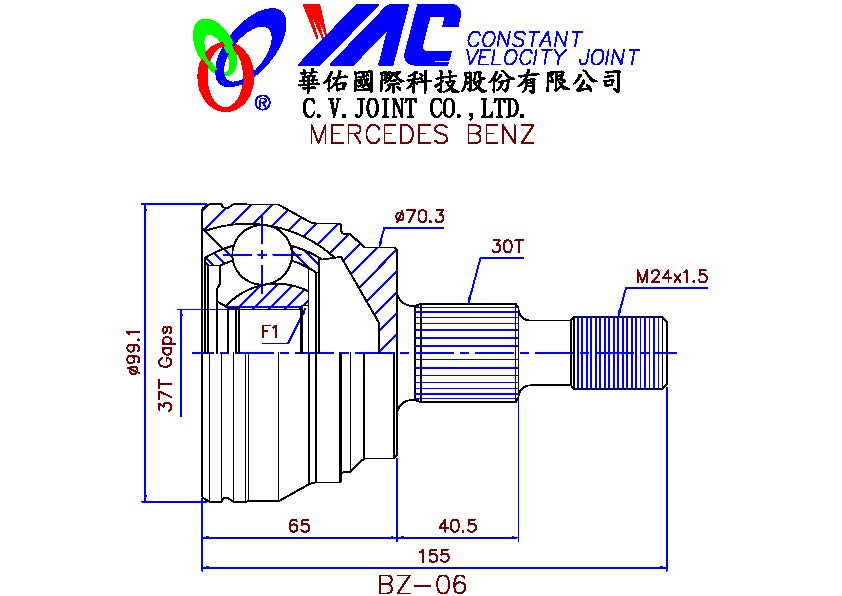 YAC CONSTANT
VELOCITY JOINT
®
華佑國際科技股份有限公司
C.V.JOINT CO.,LTD.
MERCEDES BENZ
ø70.3
30T
M24x1.5
F1
ø99.1
37T Gaps
65
40.5
155
BZ-06